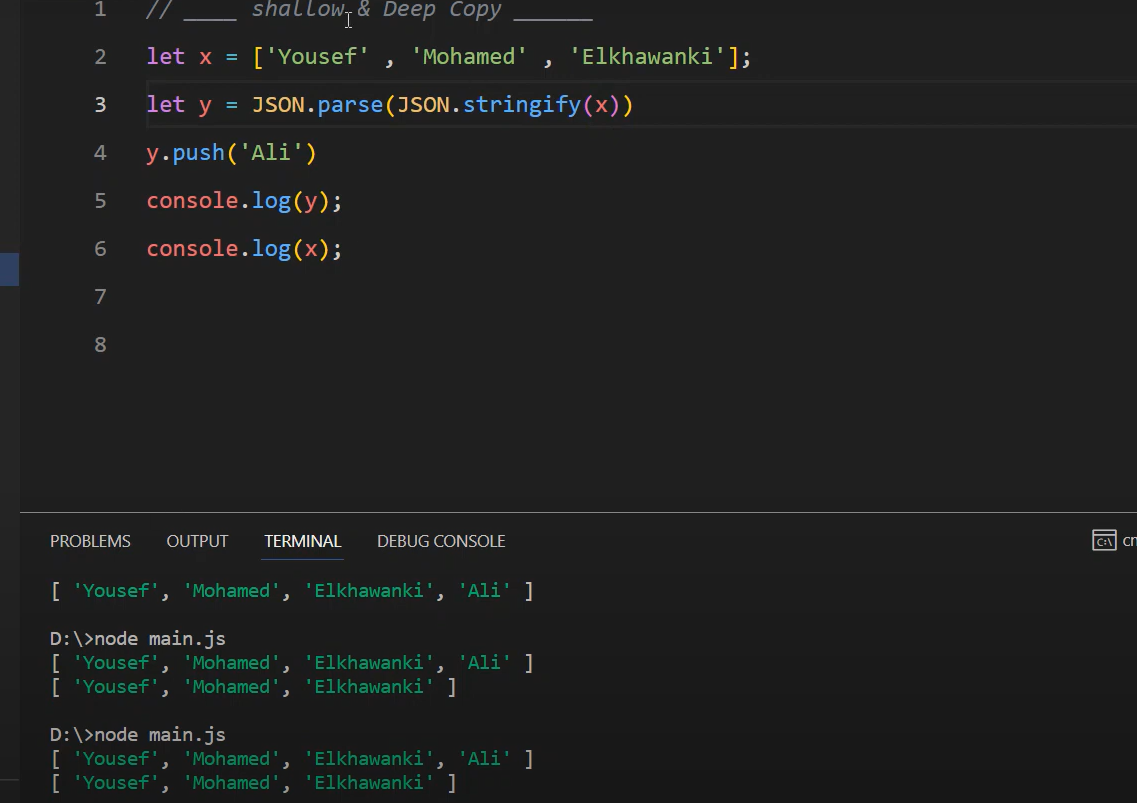 1 // ____ shallow & Deep Copy ______
2 let x = ['Yousef' , 'Mohamed' , 'Elkhawanki'];
3 let y = JSON.parse(JSON.stringify(x))
4 y.push('Ali')
5 console.log(y);
6 console.log(x);
7
8
PROBLEMS OUTPUT TERMINAL DEBUG CONSOLE
[ 'Yousef', 'Mohamed', 'Elkhawanki', 'Ali' ]
D:\>node main.js
[ 'Yousef', 'Mohamed', 'Elkhawanki', 'Ali' ]
[ 'Yousef', 'Mohamed', 'Elkhawanki' ]
D:\>node main.js
[ 'Yousef', 'Mohamed', 'Elkhawanki', 'Ali' ]
[ 'Yousef', 'Mohamed', 'Elkhawanki' ]